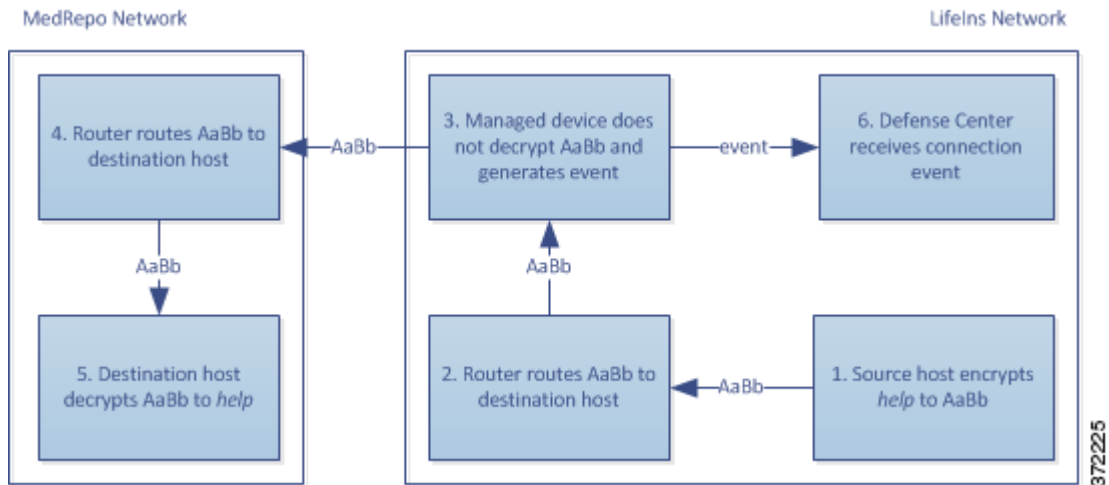 MedRepo Network
LifeIns Network
4. Router routes AaBb to
destination host
AaBb
3. Managed device does
not decrypt AaBb and
generates event
event
6. Defense Center
receives connection
event
AaBb
AaBb
5. Destination host
decrypts AaBb to help
2. Router routes AaBb to
destination host
AaBb
1. Source host encrypts
help to AaBb
372225